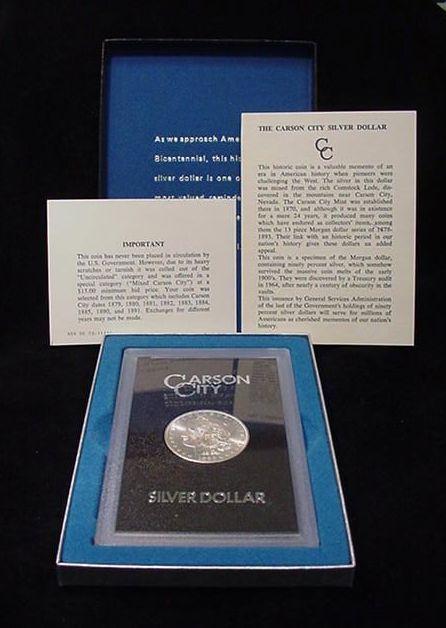 As we approach Ame
Bicentennial, this his
silver dollar is one o
most valued reminde
THE CARSON CITY SILVER DOLLAR
CC
This historic coin is a valuable memento of an
era in American history when pioneers were
challenging the West. The silver in this dollar
was mined from the rich Comstock Lode, dis-
covered in the mountains near Carson City,
Nevada. The Carson City Mint was established
there in 1870, and although it was in existence
for a mere 24 years, it produced many coins
which have endured as collectors' items, among
them the 13 piece Morgan dollar series of 1878-
1893. Their link with an historic period in our
nation's history gives these dollars an added
appeal.
This coin is a specimen of the Morgan dollar,
containing ninety percent silver, which somehow
survived the massive coin melts of the early
1900's. They were discovered by a Treasury audit
in 1964, after nearly a century of obscurity in the
vaults.
This issuance by General Services Administration
of the last of the Government's holdings of ninety
percent silver dollars will serve for millions of
Americans as cherished mementos of our nation's
history.
IMPORTANT
This coin has never been placed in circulation by
the U.S. Government. However, due to its heavy
scratches or tarnish it was culled out of the
"Uncirculated" category and was offered in a
special category ("Mixed Carson City") at a
$15.00 minimum bid price. Your coin was
selected from this category which includes Carson
City dates 1879, 1880, 1881, 1882, 1883, 1884,
1885, 1890, and 1891. Exchanges for different
years may not be made.
CARSON
CITY
SILVER DOLLAR